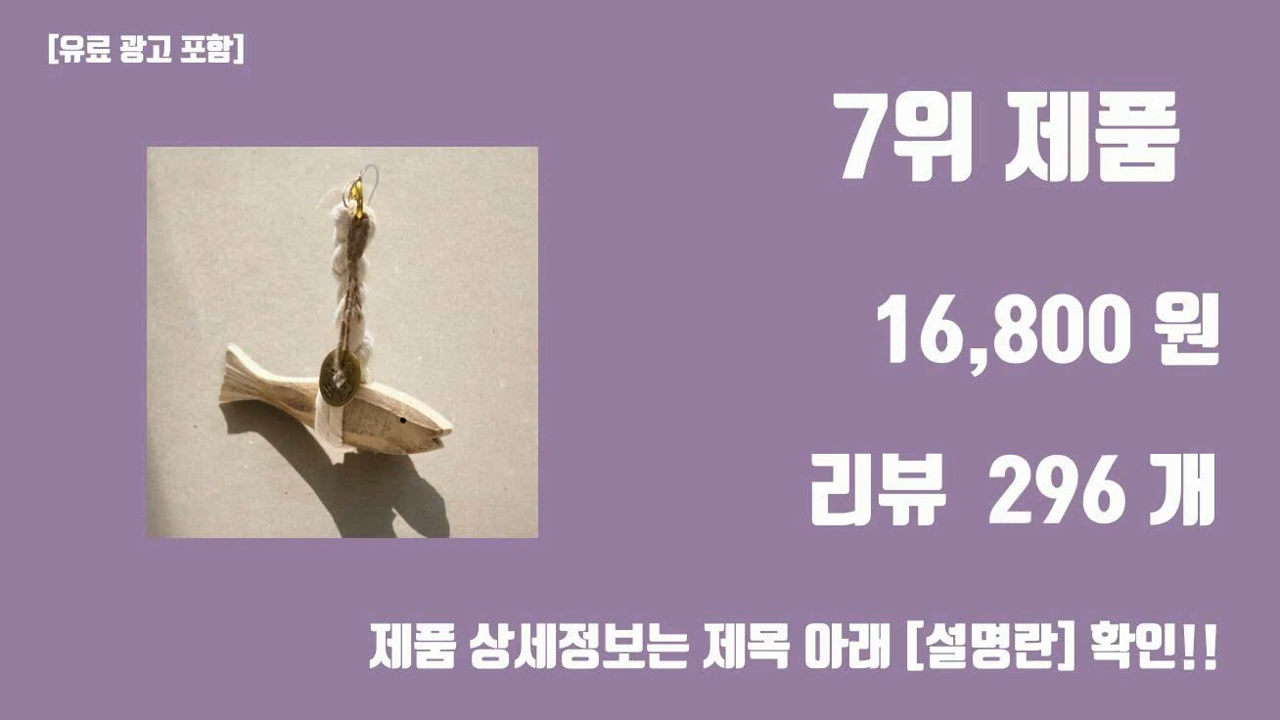 [유료 광고 포함]
7위 제품
16,800 원
리뷰 296 개
제품 상세정보는 제목 아래 [설명란] 확인!!